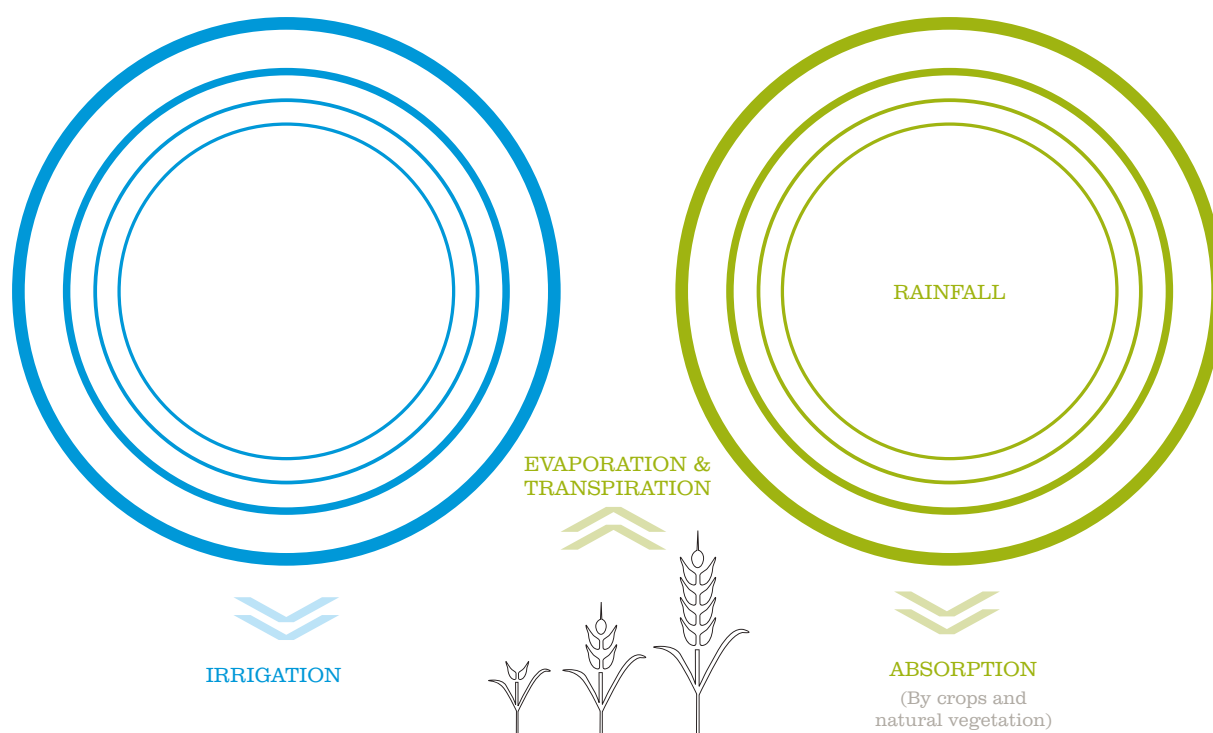 RAINFALL
EVAPORATION &
TRANSPIRATION
IRRIGATION
ABSORPTION
(By crops and
natural vegetation)